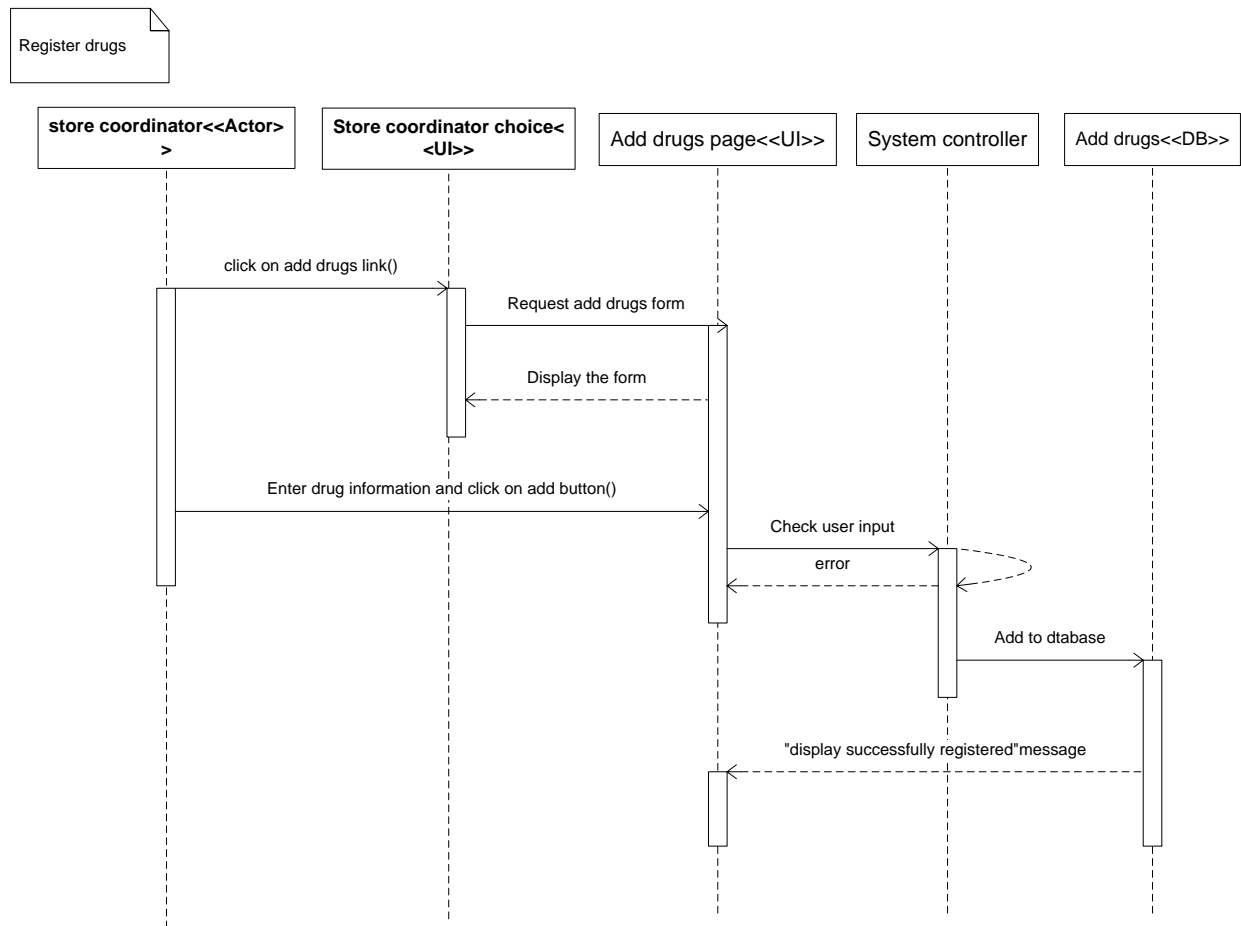 Register drugs
store coordinator<<Actor>
>
Store coordinator choice<
<UI>>
Add drugs page<<UI>>
System controller
Add drugs<<DB>>
click on add drugs link()
Request add drugs form
Display the form
Enter drug information and click on add button()
Check user input
error
Add to dtabase
"display successfully registered"message